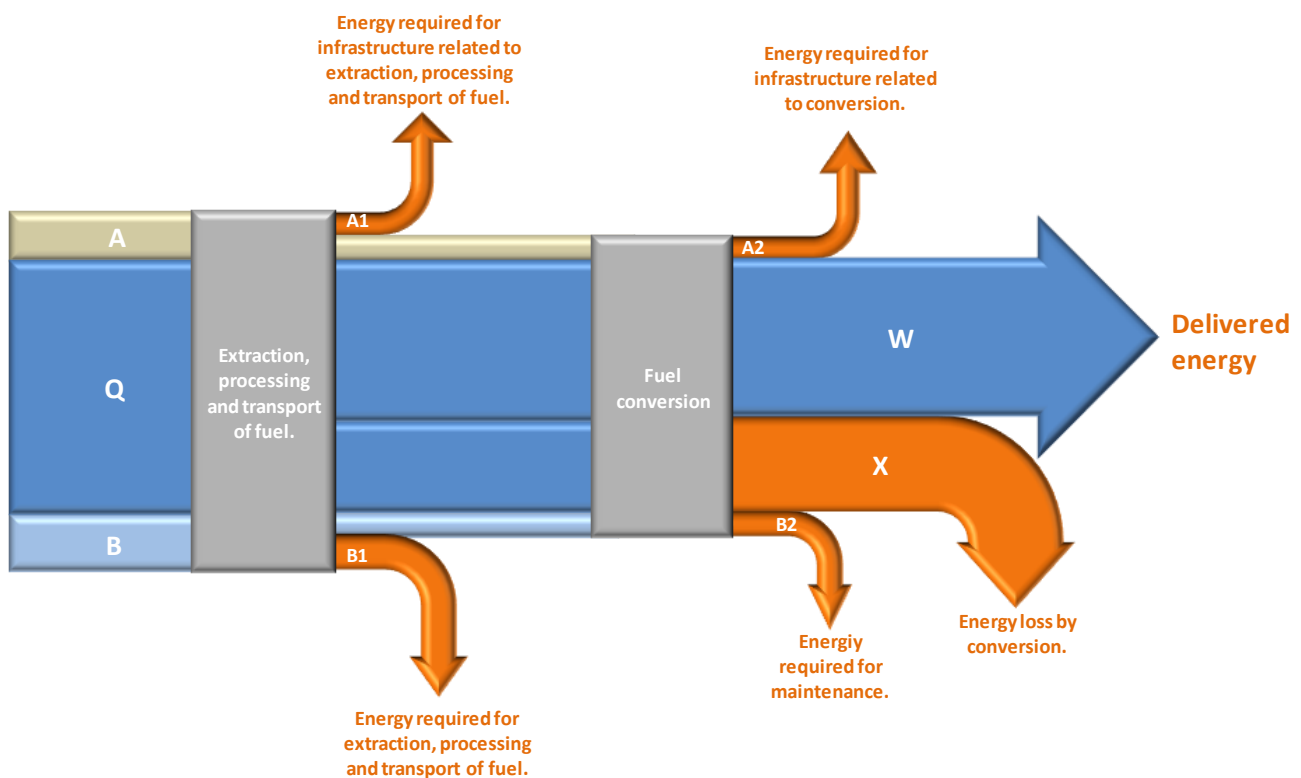 Energy required for
infrastructure related to
extraction, processing
and transport of fuel.
Energy required for
infrastructure related
to conversion.
A
A1
A2
Q
Extraction,
processing
and transport
of fuel.
Fuel
conversion
W
Delivered
energy
X
B
B1
B2
Energy loss by
conversion.
Energiy
required for
maintenance.
Energy required for
extraction, processing
and transport of fuel.